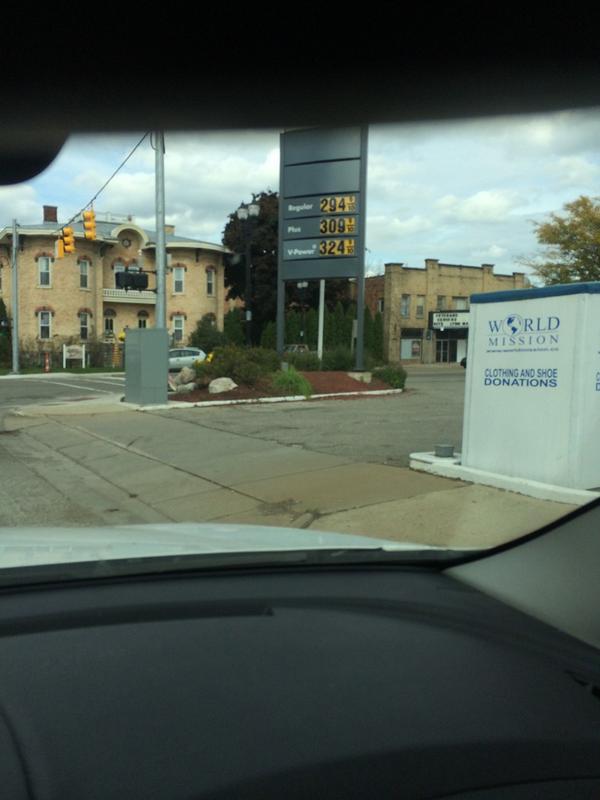 Regular 294 9/10
Plus 309 9/10
V-Power 324 9/10
WORLD
MISSION
CLOTHING AND SHOE
DONATIONS